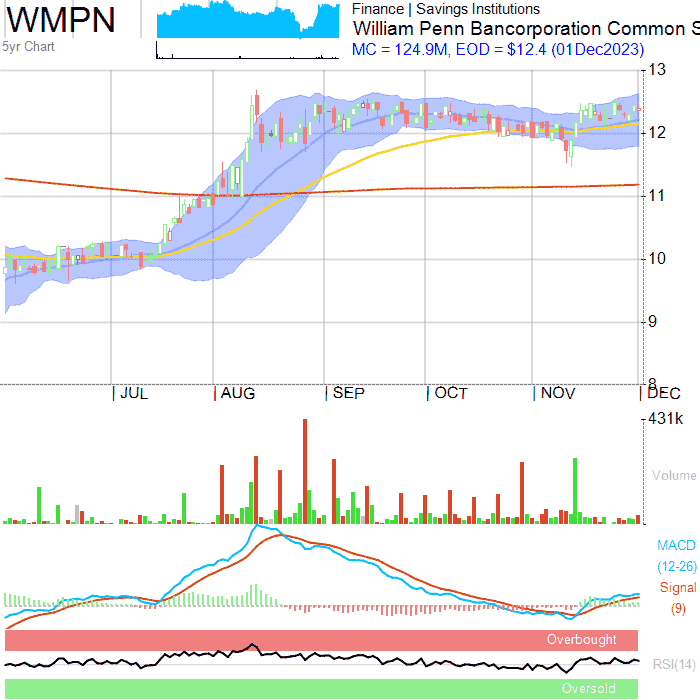 WMPN
5yr Chart
Finance | Savings Institutions
William Penn Bancorporation Common S
MC = 124.9M, EOD = $12.4 (01Dec2023)
13
12
11
10
9
8
JUL AUG SEP OCT NOV DEC
431k
Volume
MACD
(12-26)
Signal
(9)
Overbought
RSI(14)
Oversold